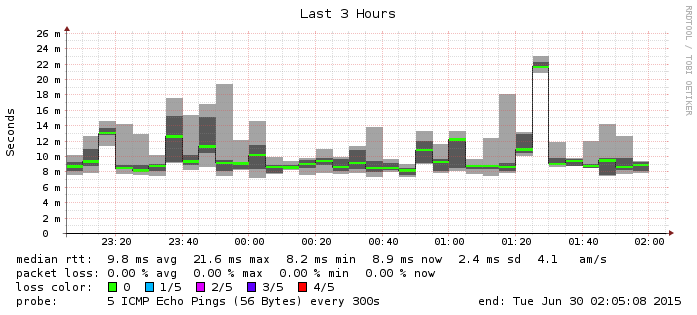 Last 3 Hours
RRDTOOL / TOBI OETIKER
Seconds
26 m
24 m
22 m
20 m
18 m
16 m
14 m
12 m
10 m
8 m
6 m
4 m
2 m
0
23:20 23:40 00:00 00:20 00:40 01:00 01:20 01:40 02:00
median rtt: 9.8 ms avg 21.6 ms max 8.2 ms min 8.9 ms now 2.4 ms sd 4.1 am/s
packet loss: 0.00 % avg 0.00 % max 0.00 % min 0.00 % now
loss color: 0 1/5 2/5 3/5 4/5
probe: 5 ICMP Echo Pings (56 Bytes) every 300s end: Tue Jun 30 02:05:08 2015